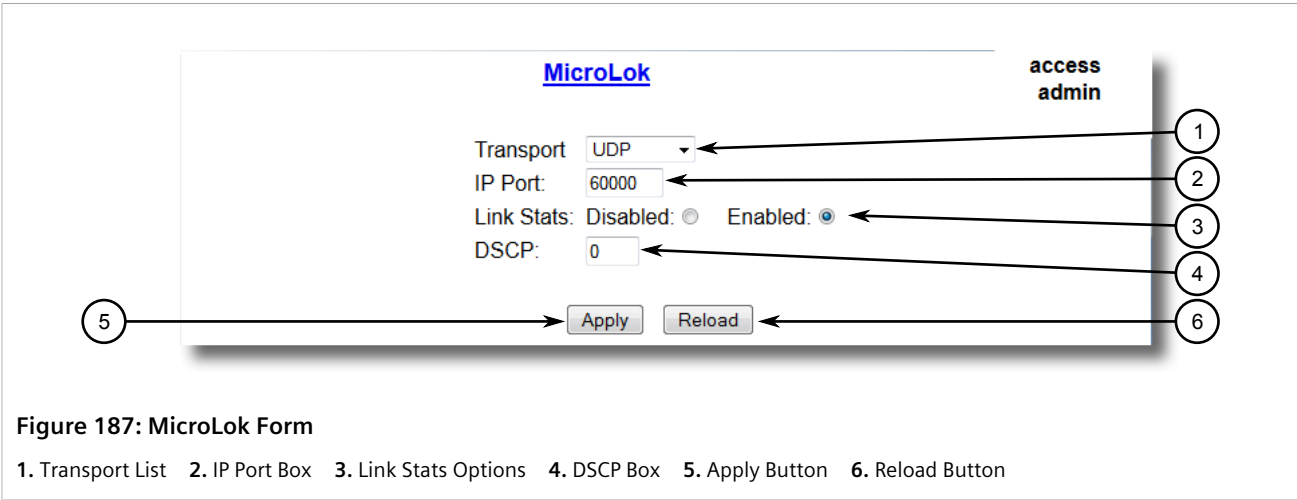 MicroLok
access
admin
Transport UDP
1
IP Port: 60000
2
Link Stats: Disabled: Enabled:
3
DSCP: 0
4
5
Apply Reload
6
Figure 187: MicroLok Form
1. Transport List 2. IP Port Box 3. Link Stats Options 4. DSCP Box 5. Apply Button 6. Reload Button